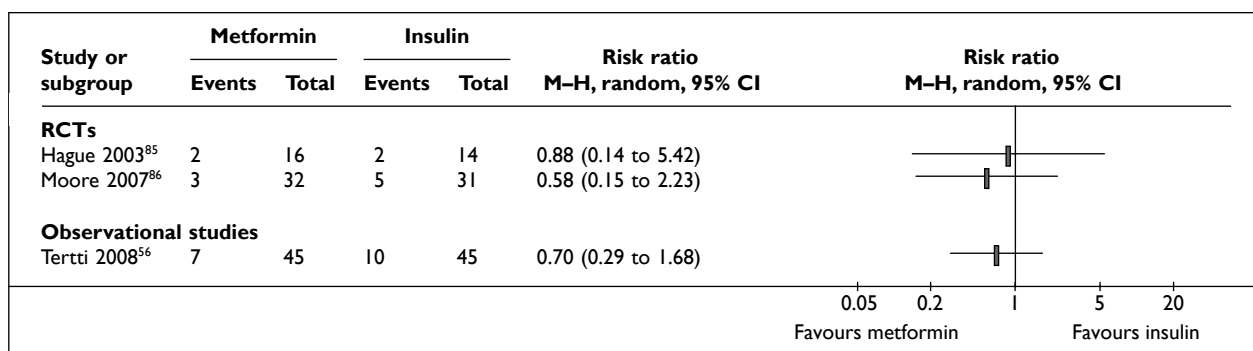 Metformin Insulin
Study or subgroup Events Total Events Total Risk ratio M–H, random, 95% CI Risk ratio M–H, random, 95% CI
RCTs
Hague 2003⁸⁵ 2 16 2 14 0.88 (0.14 to 5.42)
Moore 2007⁸⁶ 3 32 5 31 0.58 (0.15 to 2.23)
Observational studies
Tertti 2008⁵⁶ 7 45 10 45 0.70 (0.29 to 1.68)
0.05 0.2 1 5 20
Favours metformin Favours insulin